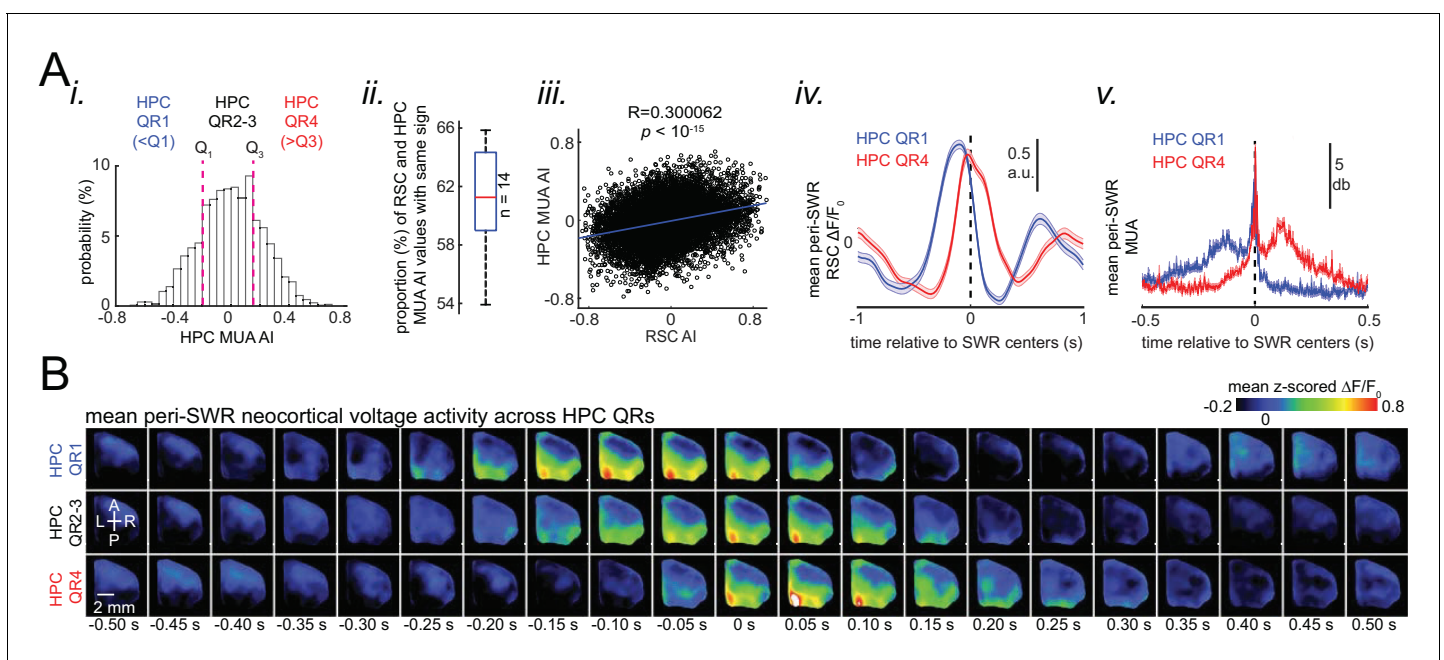 A
i.
HPC QR1 (<Q1)
HPC QR2-3
HPC QR4 (>Q3)
Q1
Q3
probability (%)
10
5
0
-0.8
-0.4
0
0.4
0.8
HPC MUA AI
ii.
proportion (%) of RSC and HPC
MUA AI values with same sign
66
62
58
54
n = 14
iii.
R=0.300062
p < 10-15
HPC MUA AI
0.8
0
-0.8
-0.8
0
0.8
RSC AI
iv.
HPC QR1
HPC QR4
0.5
a.u.
mean peri-SWR
RSC ΔF/F0
0
-1
0
1
time relative to SWR centers (s)
v.
HPC QR1
HPC QR4
5
db
mean peri-SWR
MUA
-0.5
0
0.5
time relative to SWR centers (s)
B
mean peri-SWR neocortical voltage activity across HPC QRs
mean z-scored ΔF/F0
-0.2
0
0.8
HPC
QR1
HPC
QR2-3
A
L
R
P
HPC
QR4
2 mm
-0.50 s -0.45 s -0.40 s -0.35 s -0.30 s -0.25 s -0.20 s -0.15 s -0.10 s -0.05 s 0 s 0.05 s 0.10 s 0.15 s 0.20 s 0.25 s 0.30 s 0.35 s 0.40 s 0.45 s 0.50 s